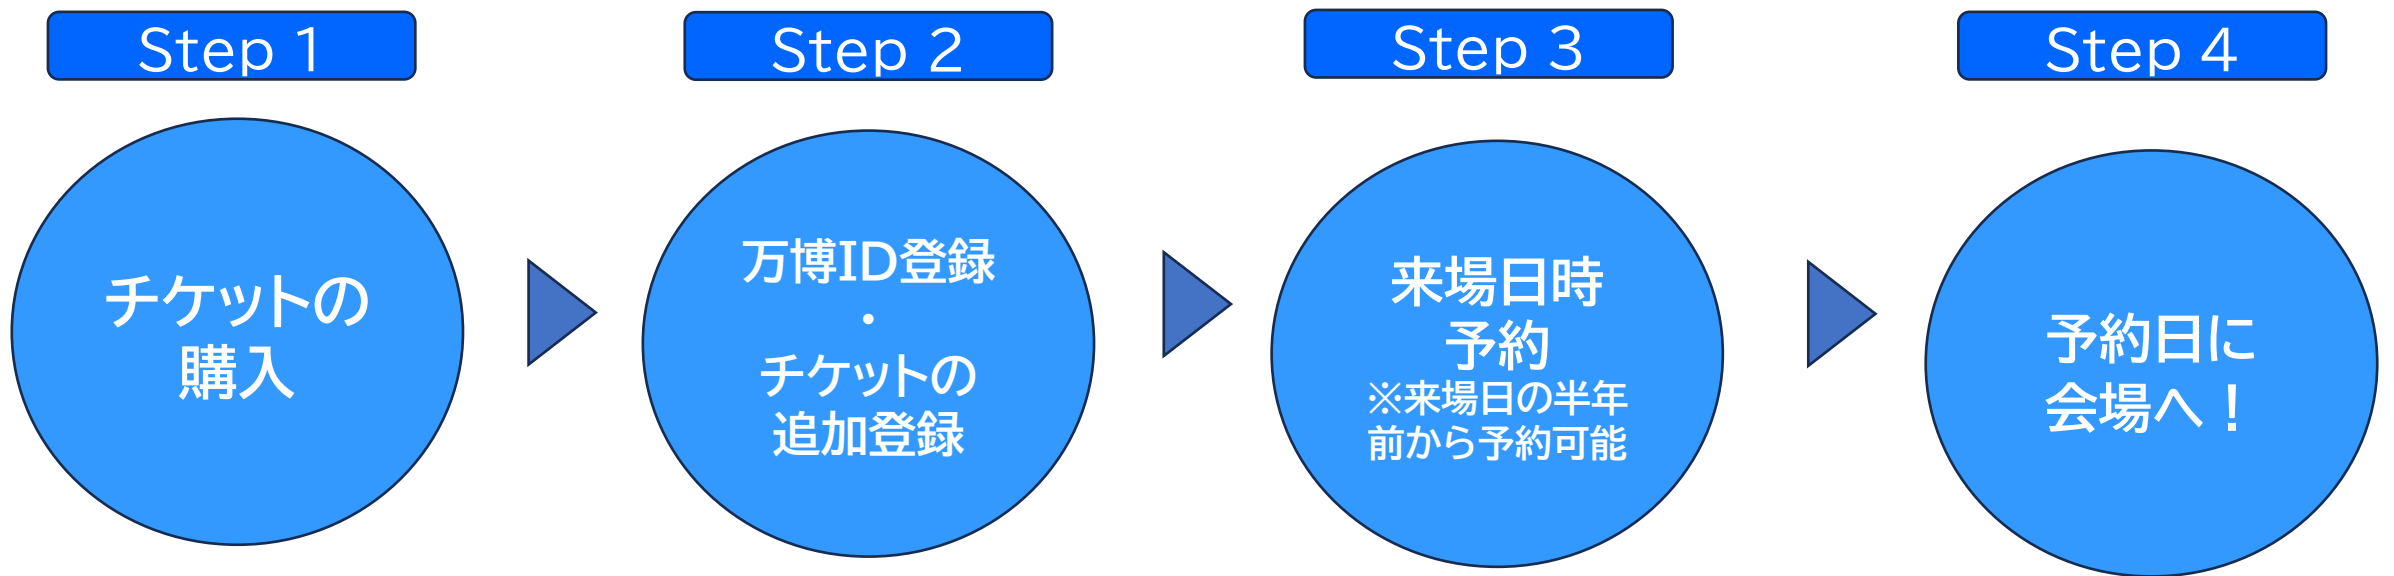 Step 1
チケットの
購入
Step 2
万博ID登録
・
チケットの
追加登録
Step 3
来場日時
予約
※来場日の半年
前から予約可能
Step 4
予約日に
会場へ！